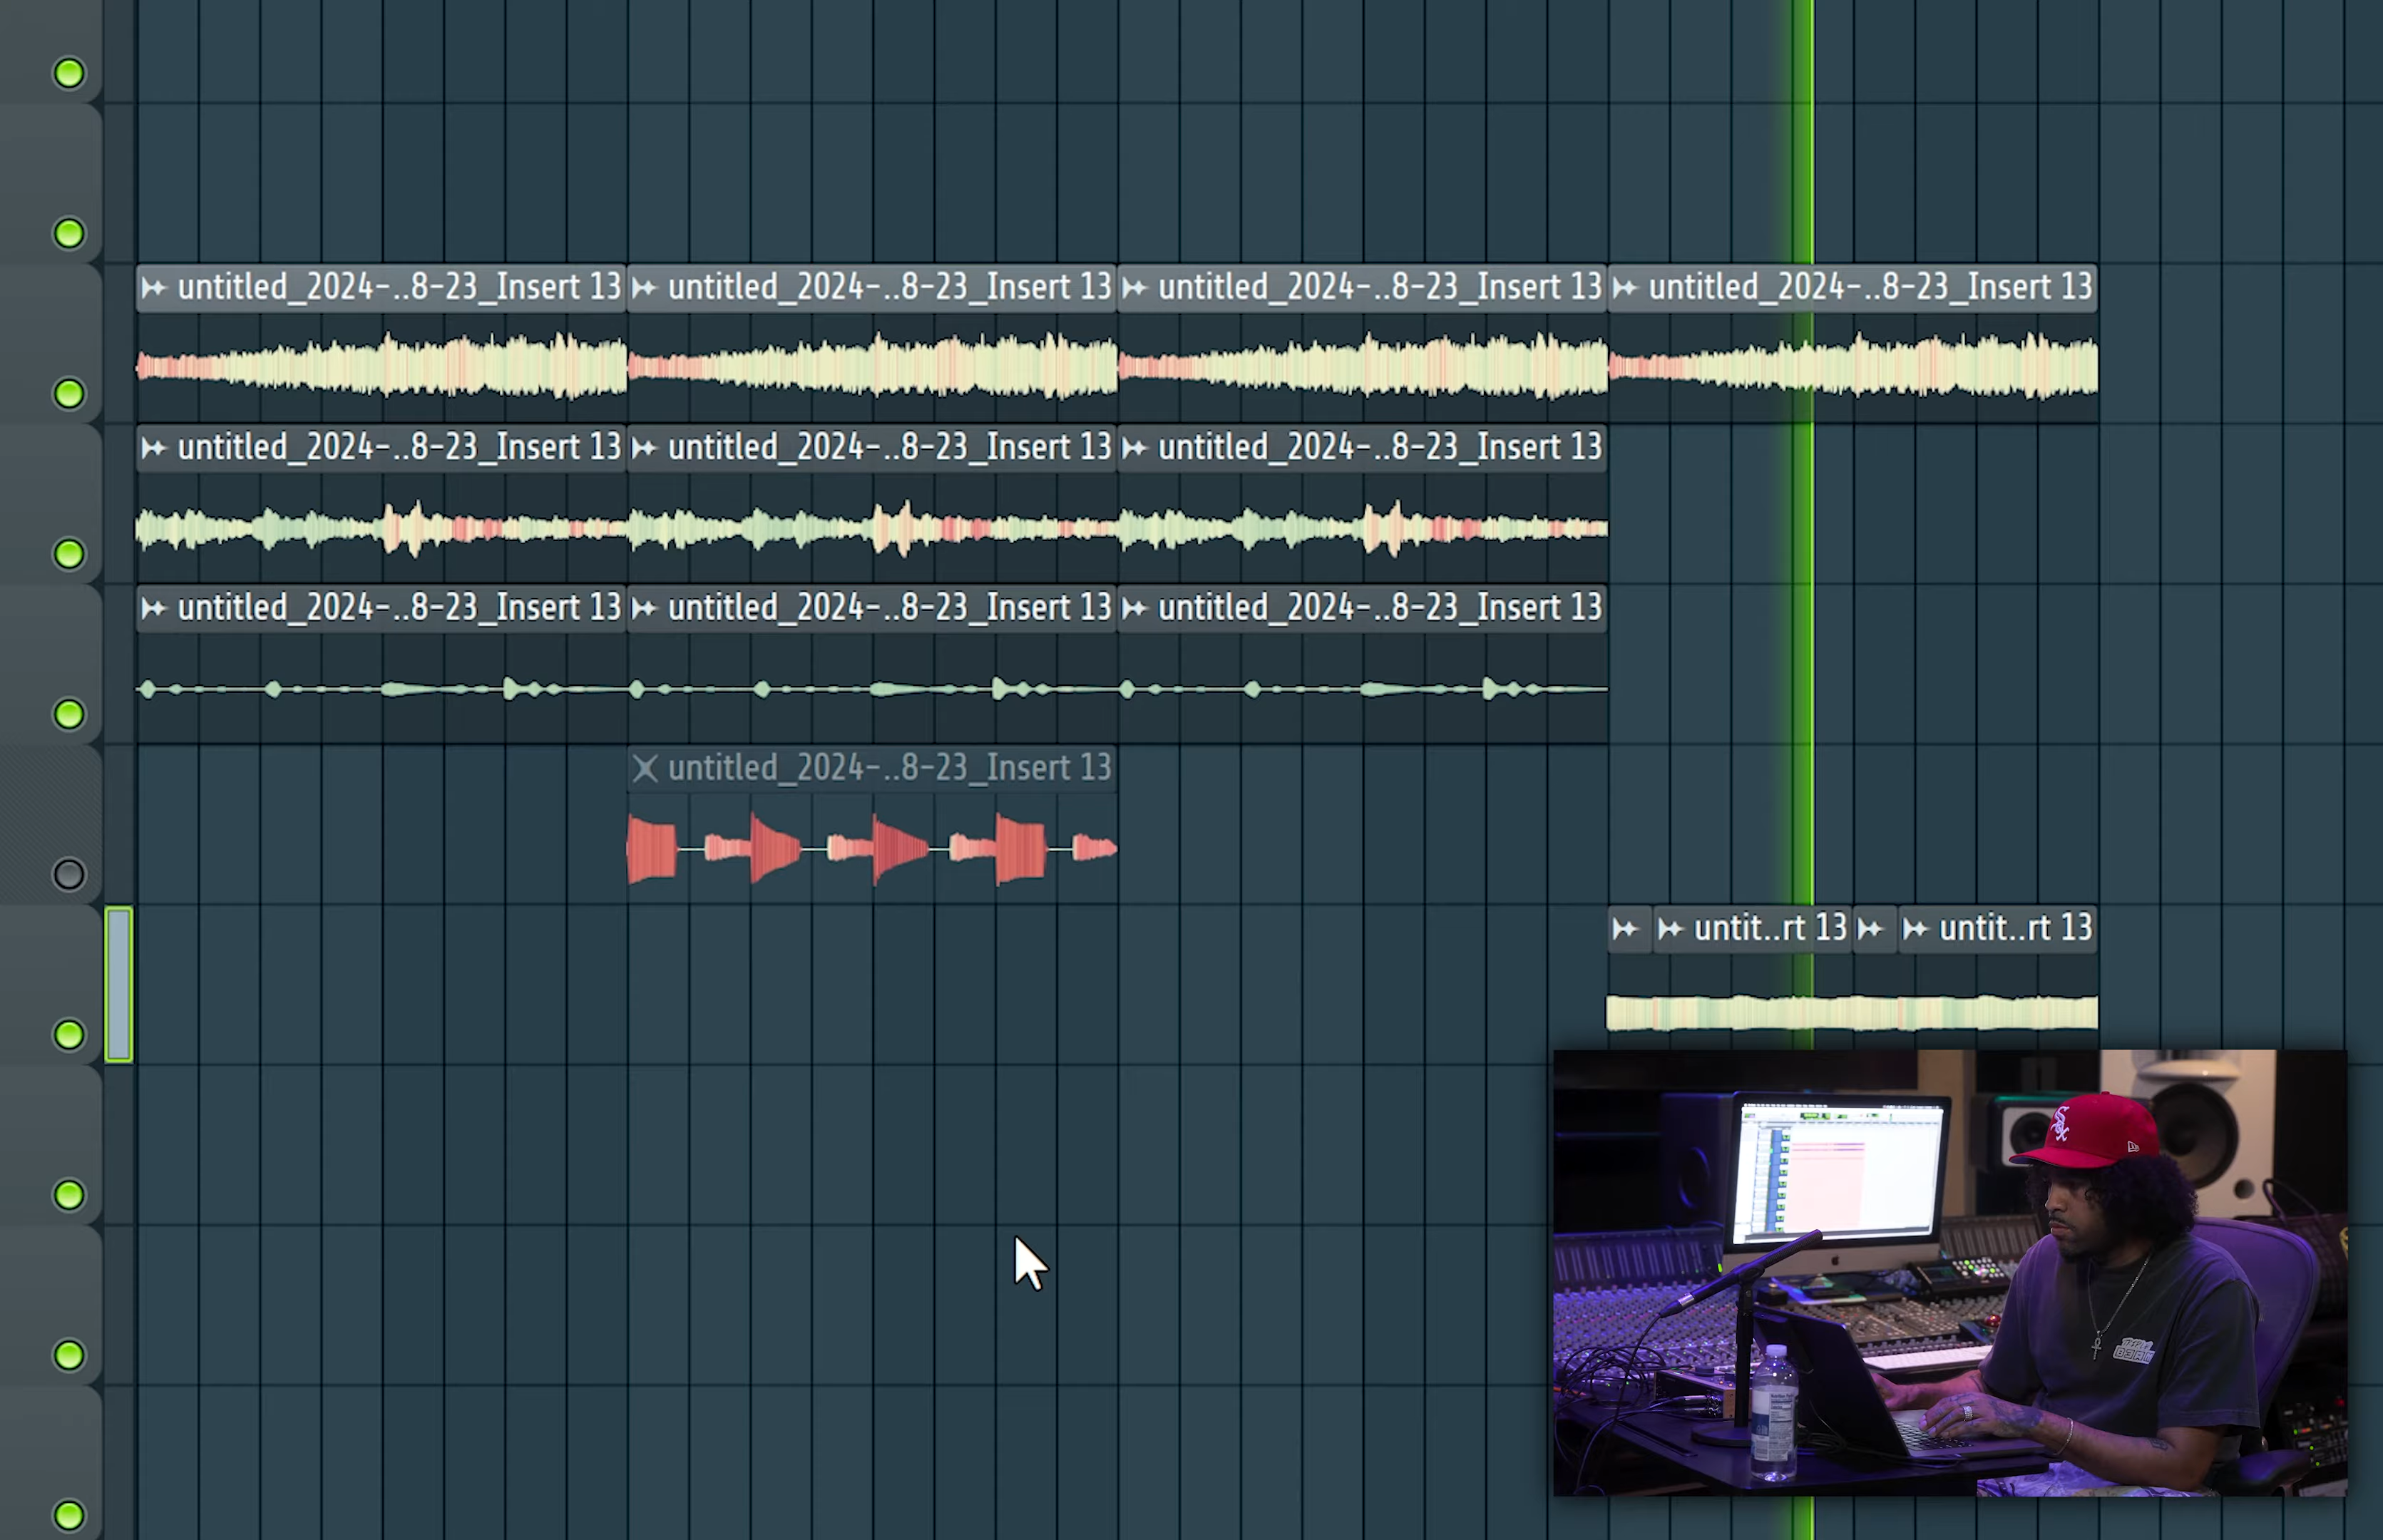 untitled_2024-..8-23_Insert 13 untitled_2024-..8-23_Insert 13 untitled_2024-..8-23_Insert 13 untitled_2024-..8-23_Insert 13
untitled_2024-..8-23_Insert 13 untitled_2024-..8-23_Insert 13 untitled_2024-..8-23_Insert 13
untitled_2024-..8-23_Insert 13 untitled_2024-..8-23_Insert 13 untitled_2024-..8-23_Insert 13
untitled_2024-..8-23_Insert 13
untit..rt 13 untit..rt 13
Sox